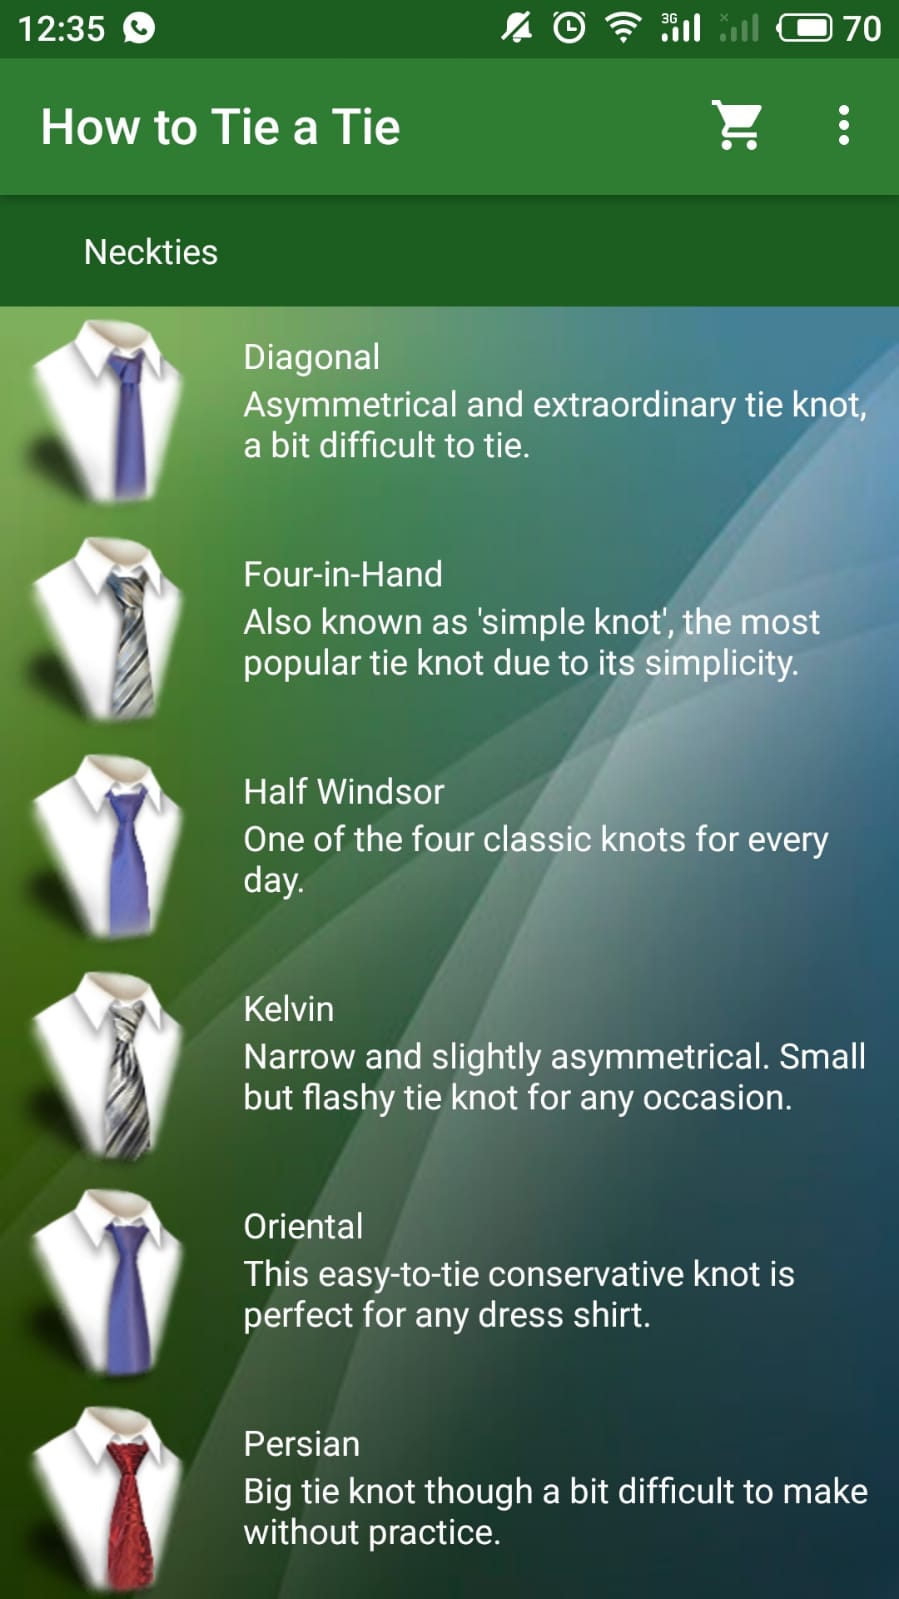 12:35 3G 70
How to Tie a Tie
Neckties
Diagonal
Asymmetrical and extraordinary tie knot,
a bit difficult to tie.
Four-in-Hand
Also known as 'simple knot', the most
popular tie knot due to its simplicity.
Half Windsor
One of the four classic knots for every
day.
Kelvin
Narrow and slightly asymmetrical. Small
but flashy tie knot for any occasion.
Oriental
This easy-to-tie conservative knot is
perfect for any dress shirt.
Persian
Big tie knot though a bit difficult to make
without practice.